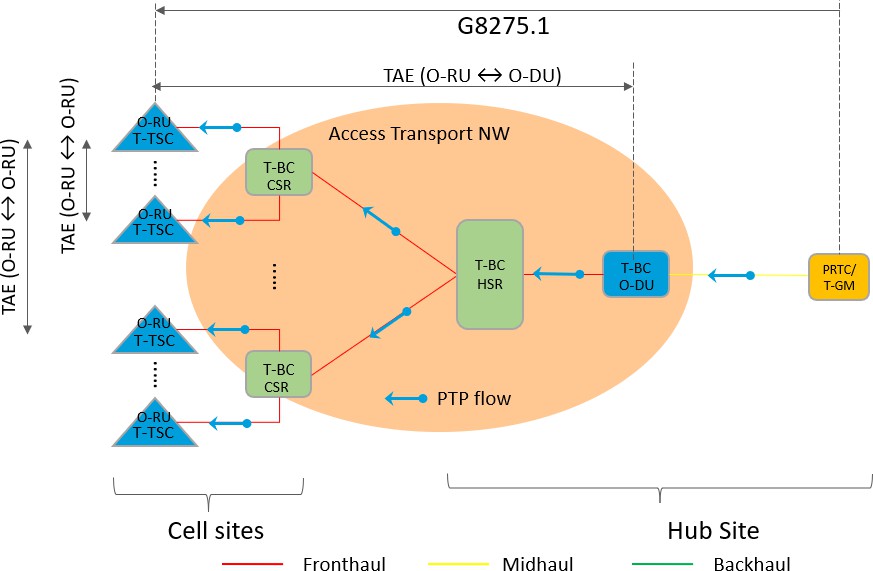 G8275.1
TAE (O-RU ↔ O-DU)
TAE (O-RU ↔ O-RU)
TAE (O-RU ↔ O-RU)
Access Transport NW
O-RU
T-TSC
O-RU
T-TSC
T-BC
CSR
T-BC
HSR
T-BC
O-DU
PRTC/
T-GM
O-RU
T-TSC
O-RU
T-TSC
T-BC
CSR
PTP flow
Cell sites
Hub Site
Fronthaul
Midhaul
Backhaul